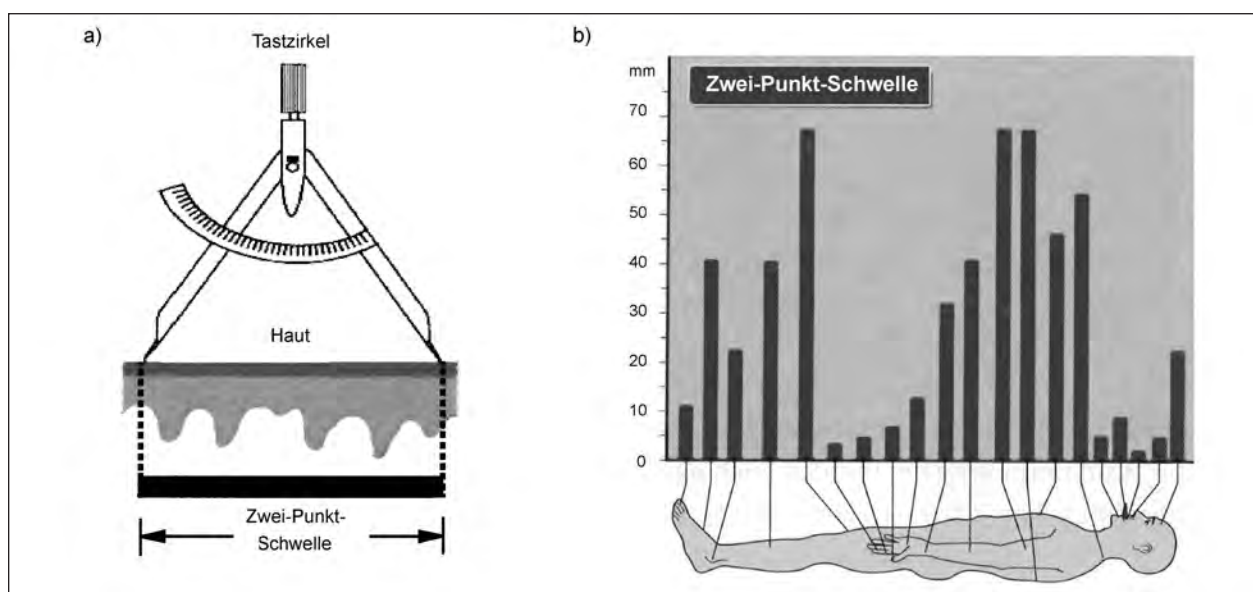 a)
Tastzirkel
Haut
Zwei-Punkt-
Schwelle
b)
mm
Zwei-Punkt-Schwelle
70
60
50
40
30
20
10
0